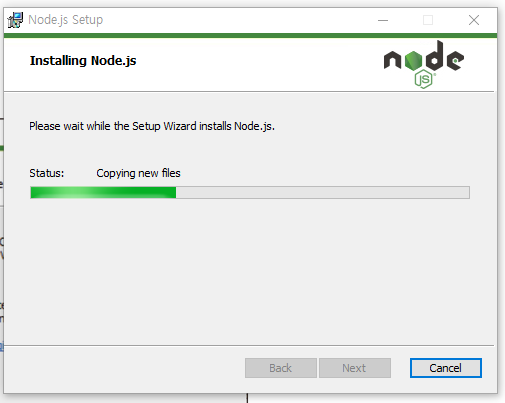 Node.js Setup
Installing Node.js
node
JS
Please wait while the Setup Wizard installs Node.js.
Status: Copying new files
Back Next Cancel